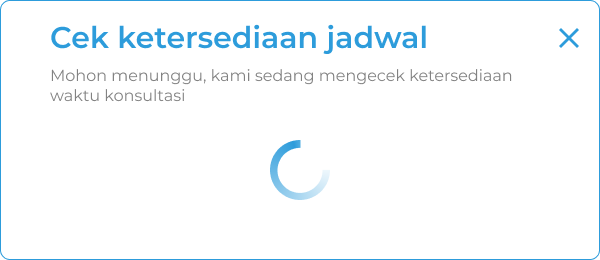 Cek ketersediaan jadwal
Mohon menunggu, kami sedang mengecek ketersediaan
waktu konsultasi